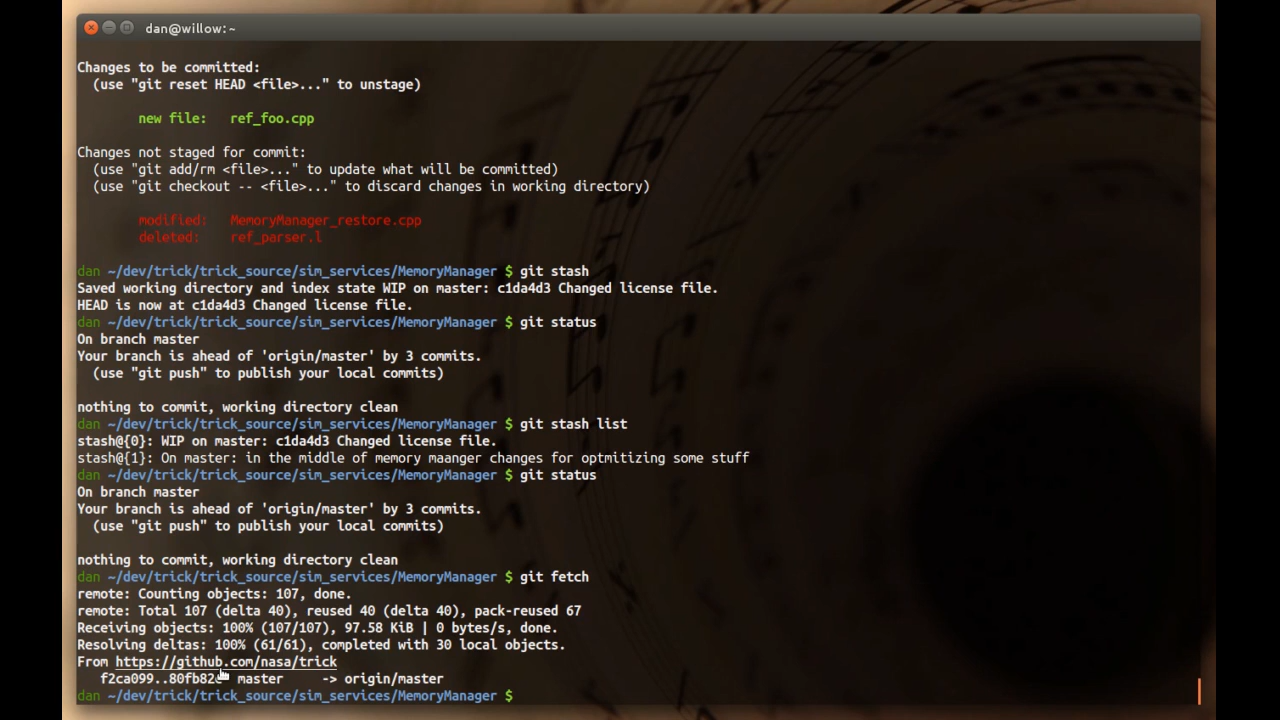 dan@willow: ~
Changes to be committed:
(use "git reset HEAD <file>..." to unstage)
new file: ref_foo.cpp
Changes not staged for commit:
(use "git add/rm <file>..." to update what will be committed)
(use "git checkout -- <file>..." to discard changes in working directory)
modified: MemoryManager_restore.cpp
deleted: ref_parser.l
dan ~/dev/trick/trick_source/sim_services/MemoryManager $ git stash
Saved working directory and index state WIP on master: c1da4d3 Changed license file.
HEAD is now at c1da4d3 Changed license file.
dan ~/dev/trick/trick_source/sim_services/MemoryManager $ git status
On branch master
Your branch is ahead of 'origin/master' by 3 commits.
(use "git push" to publish your local commits)
nothing to commit, working directory clean
dan ~/dev/trick/trick_source/sim_services/MemoryManager $ git stash list
stash@{0}: WIP on master: c1da4d3 Changed license file.
stash@{1}: On master: in the middle of memory maanger changes for optmitizing some stuff
dan ~/dev/trick/trick_source/sim_services/MemoryManager $ git status
On branch master
Your branch is ahead of 'origin/master' by 3 commits.
(use "git push" to publish your local commits)
nothing to commit, working directory clean
dan ~/dev/trick/trick_source/sim_services/MemoryManager $ git fetch
remote: Counting objects: 107, done.
remote: Total 107 (delta 40), reused 40 (delta 40), pack-reused 67
Receiving objects: 100% (107/107), 97.58 KiB | 0 bytes/s, done.
Resolving deltas: 100% (61/61), completed with 30 local objects.
From https://github.com/nasa/trick
master -> origin/master
dan ~/dev/trick/trick_source/sim_services/MemoryManager $